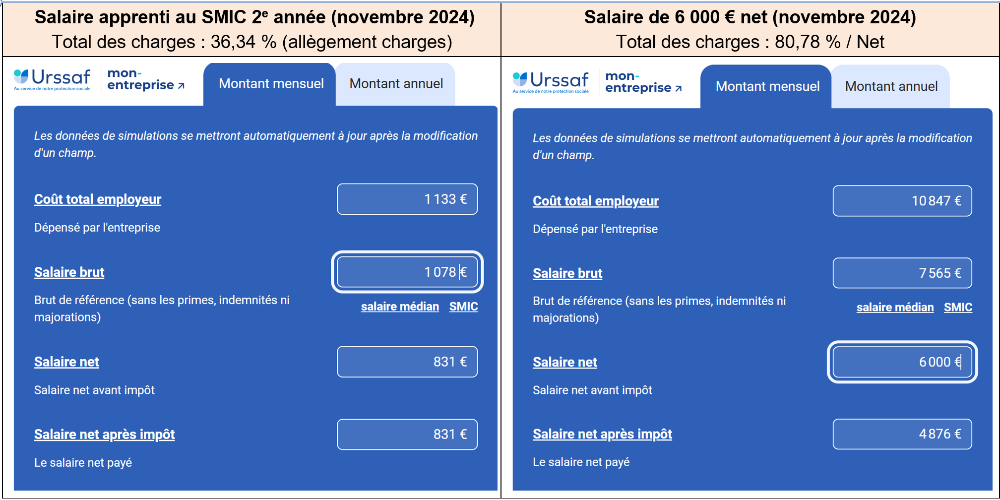 Salaire apprenti au SMIC 2e année (novembre 2024)
Total des charges : 36,34 % (allègement charges)
Urssaf
Au service de notre protection sociale
mon-
entreprise ↗
Montant mensuel
Montant annuel
Les données de simulations se mettront automatiquement à jour après la modification
d'un champ.
Coût total employeur
1 133 €
Dépensé par l'entreprise
Salaire brut
1 078 €
Brut de référence (sans les primes, indemnités ni
majorations)
salaire médian SMIC
Salaire net
831 €
Salaire net avant impôt
Salaire net après impôt
831 €
Le salaire net payé
Salaire de 6 000 € net (novembre 2024)
Total des charges : 80,78 % / Net
Urssaf
Au service de notre protection sociale
mon-
entreprise ↗
Montant mensuel
Montant annuel
Les données de simulations se mettront automatiquement à jour après la modification
d'un champ.
Coût total employeur
10 847 €
Dépensé par l'entreprise
Salaire brut
7 565 €
Brut de référence (sans les primes, indemnités ni
majorations)
salaire médian SMIC
Salaire net
6 000 €
Salaire net avant impôt
Salaire net après impôt
4 876 €
Le salaire net payé